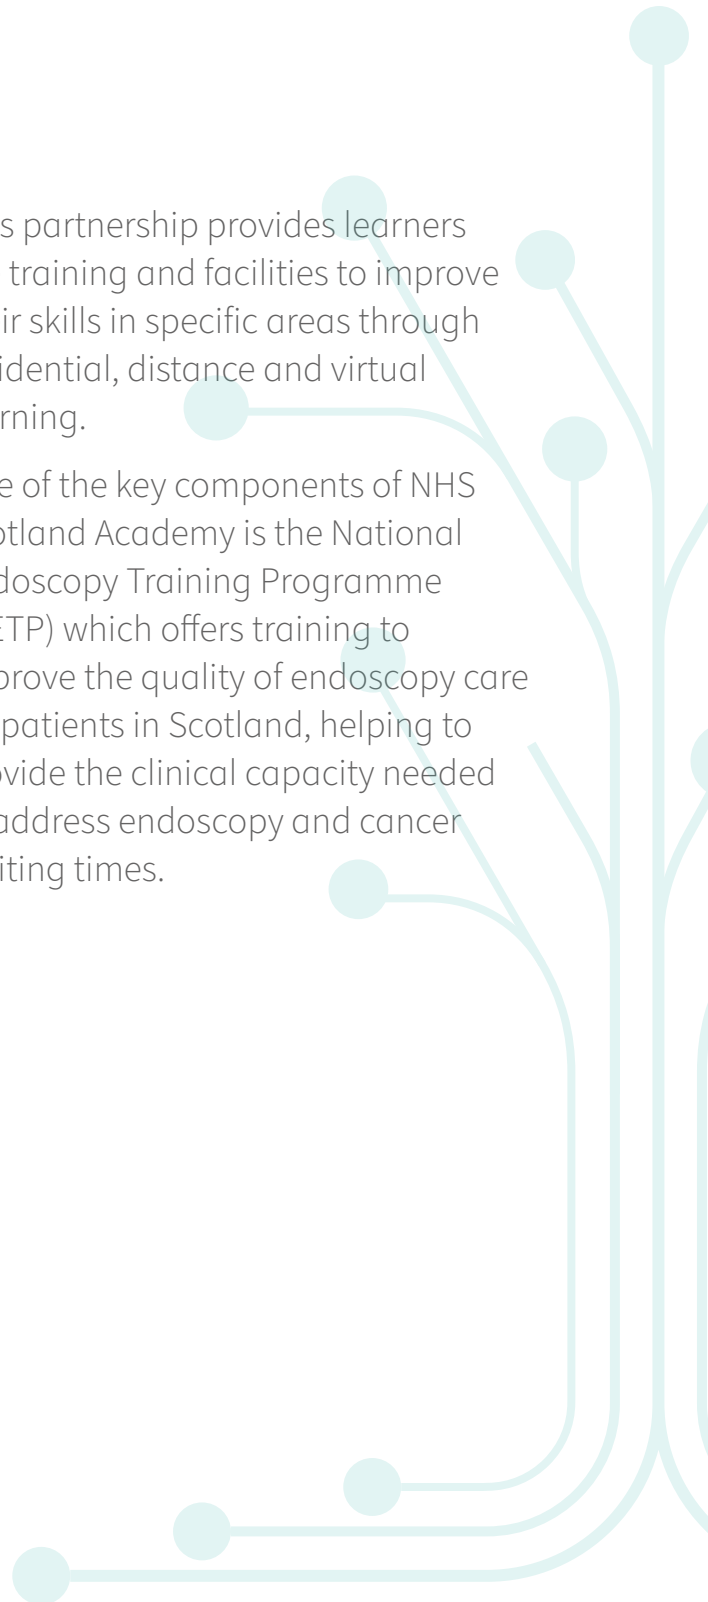 s partnership provides learners
training and facilities to improve
ir skills in specific areas through
idential, distance and virtual
rning.
e of the key components of NHS
otland Academy is the National
doscopy Training Programme
ETP) which offers training to
prove the quality of endoscopy care
patients in Scotland, helping to
ovide the clinical capacity needed
address endoscopy and cancer
iting times.